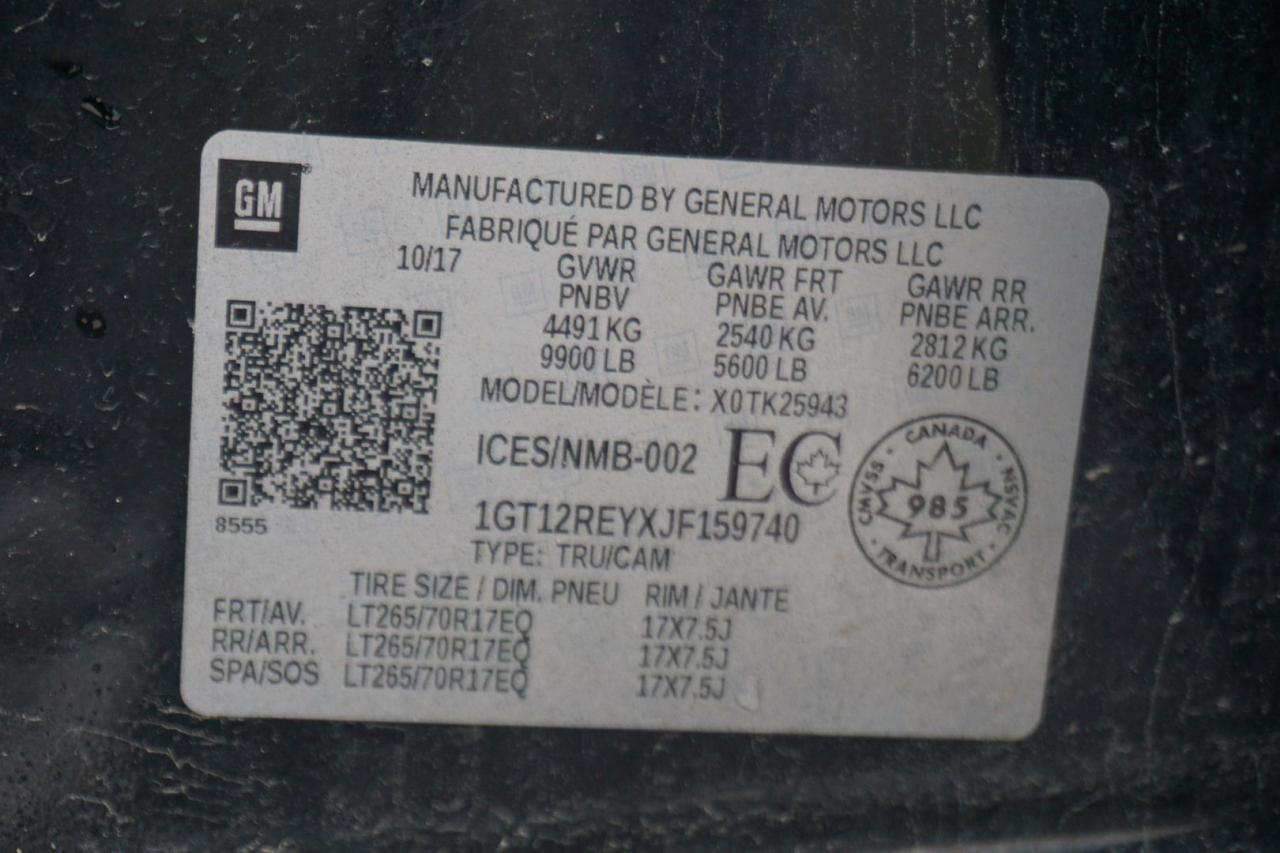 GM
MANUFACTURED BY GENERAL MOTORS LLC
FABRIQUÉ PAR GENERAL MOTORS LLC
10/17 GVWR GAWR FRT GAWR RR
PNBV PNBE AV. PNBE ARR.
4491 KG 2540 KG 2812 KG
9900 LB 5600 LB 6200 LB
MODEL/MODÈLE: X0TK25943
ICES/NMB-002 EC
CANADA
CMVSS 985 NSVAC
TRANSPORT
8555
1GT12REYXJF159740
TYPE: TRU/CAM
TIRE SIZE / DIM. PNEU RIM / JANTE
FRT/AV. LT265/70R17EQ 17X7.5J
RR/ARR. LT265/70R17EQ 17X7.5J
SPA/SOS LT265/70R17EQ 17X7.5J